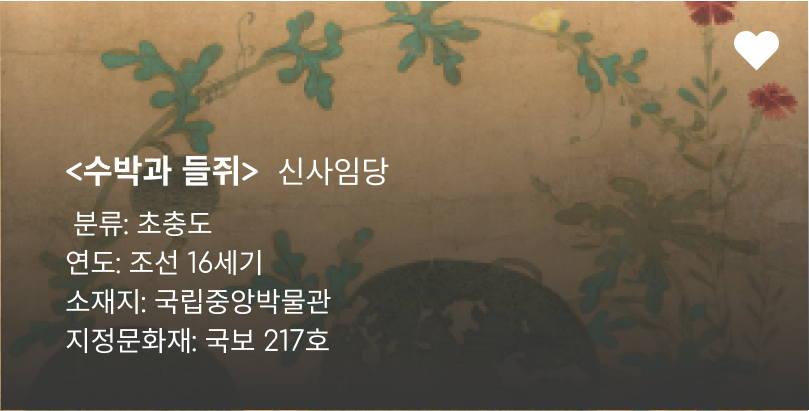 <수박과 들쥐> 신사임당
분류: 초충도
연도: 조선 16세기
소재지: 국립중앙박물관
지정문화재: 국보 217호